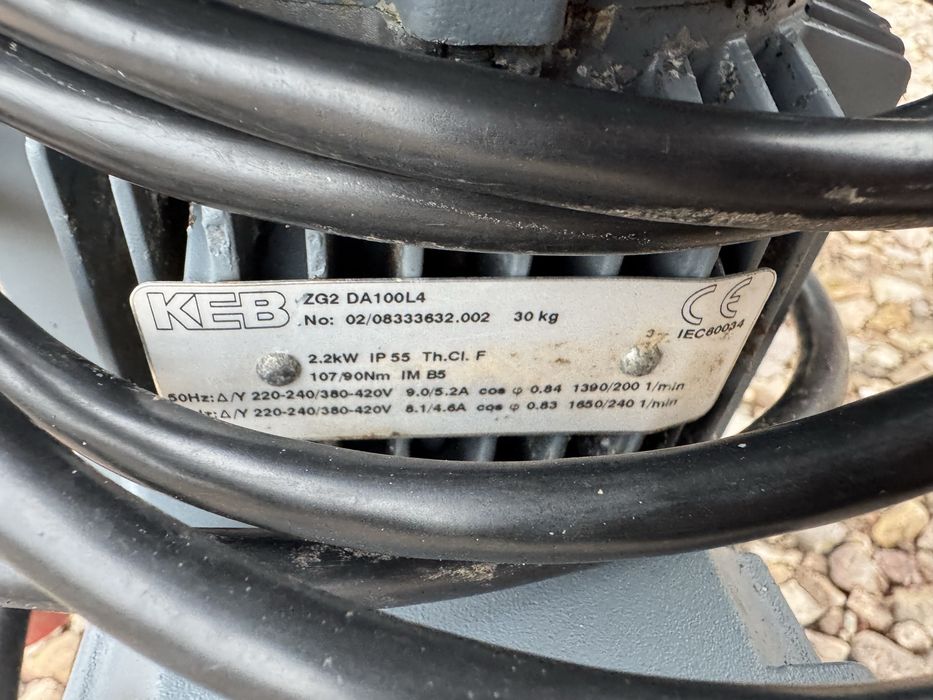 KEB ZG2 DA100L4 CE
No: 02/08333632.002 30 kg IEC60034
3~
2.2kW IP 55 Th.Cl. F
107/90Nm IM B5
50Hz: Δ/Y 220-240/380-420V 9.0/5.2A cos φ 0.84 1390/200 1/min
Δ/Y 220-240/380-420V 8.1/4.6A cos φ 0.83 1650/240 1/min